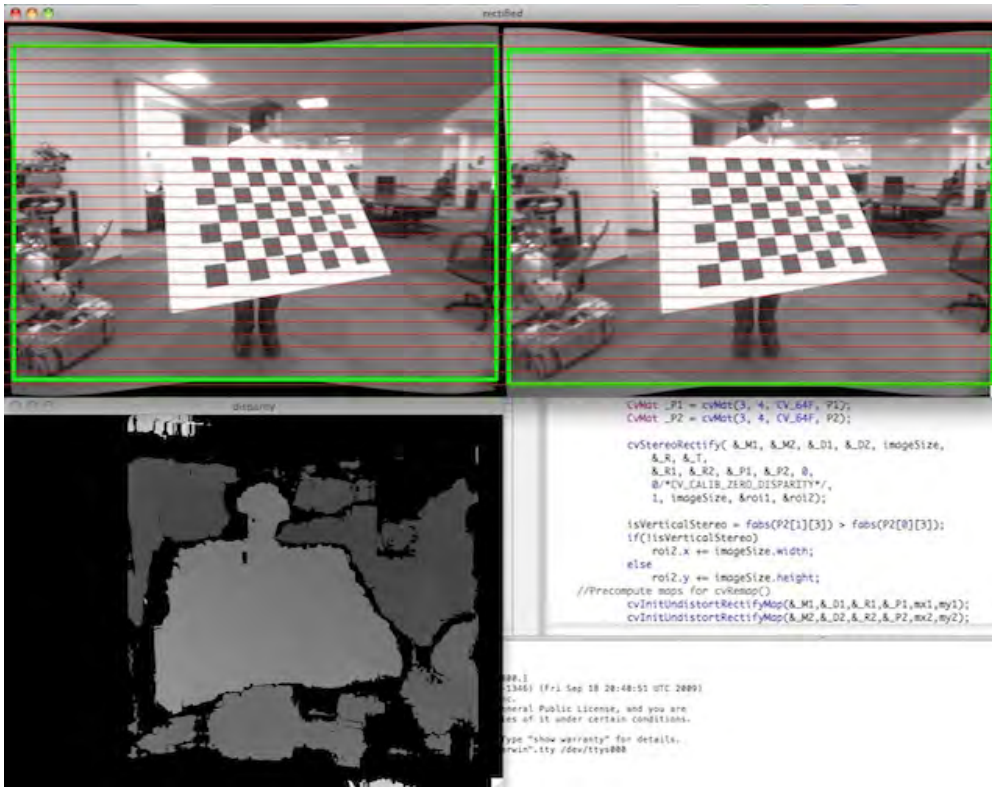 rectified
disparity
CvMat _P1 = cvMat(3, 4, CV_64F, P1);
CvMat _P2 = cvMat(3, 4, CV_64F, P2);
cvStereoRectify( &_M1, &_M2, &_D1, &_D2, imageSize,
&_R, &_T,
&_R1, &_R2, &_P1, &_P2, 0,
0/*CV_CALIB_ZERO_DISPARITY*/,
1, imageSize, &roi1, &roi2);
isVerticalStereo = fabs(P2[1][3]) > fabs(P2[0][3]);
if(!isVerticalStereo)
roi2.x += imageSize.width;
else
roi2.y += imageSize.height;
//Precompute maps for cvRemap()
cvInitUndistortRectifyMap(&_M1,&_D1,&_R1,&_P1,mx1,my1);
cvInitUndistortRectifyMap(&_M2,&_D2,&_R2,&_P2,mx2,my2);
-1346) (Fri Sep 18 20:40:51 UTC 2009)
nc.
eneral Public License, and you are
ies of it under certain conditions.
Type "show warranty" for details.
erwin".tty /dev/ttys000